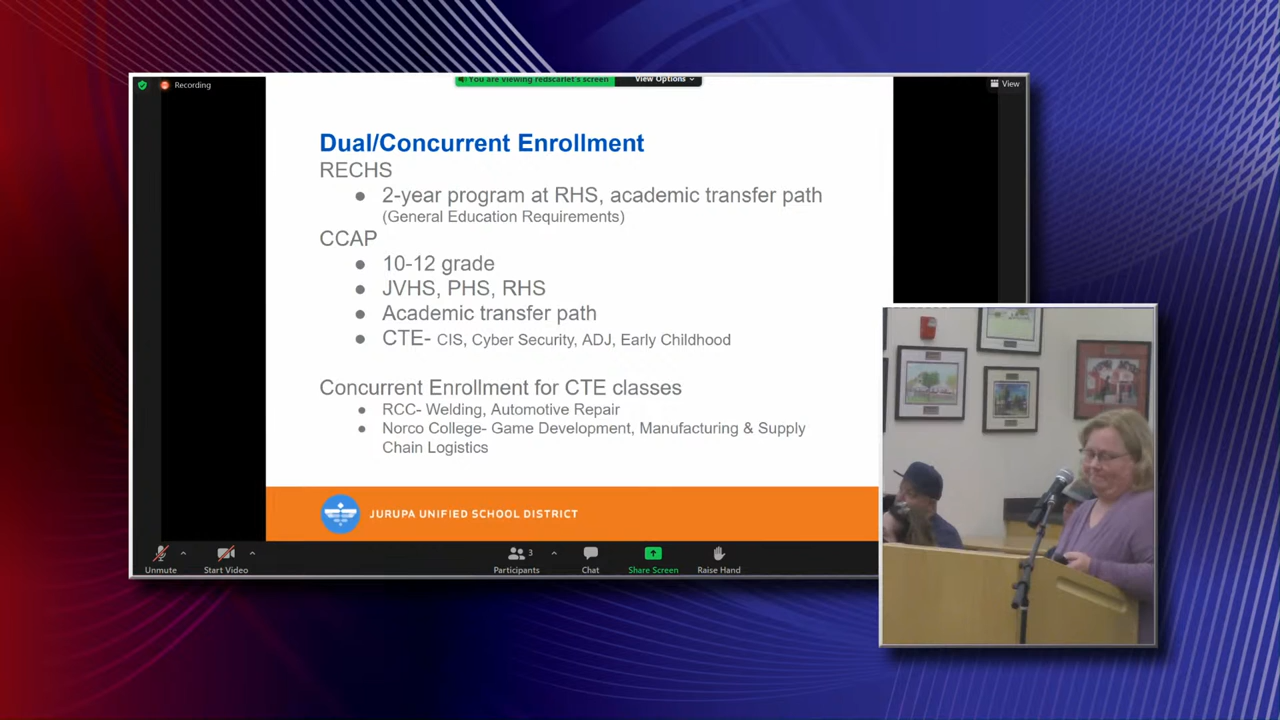 Recording
You are viewing redscarlet's screen
View Options
View
Dual/Concurrent Enrollment
RECHS
● 2-year program at RHS, academic transfer path
(General Education Requirements)
CCAP
● 10-12 grade
● JVHS, PHS, RHS
● Academic transfer path
● CTE- CIS, Cyber Security, ADJ, Early Childhood
Concurrent Enrollment for CTE classes
● RCC- Welding, Automotive Repair
● Norco College- Game Development, Manufacturing & Supply
Chain Logistics
JURUPA UNIFIED SCHOOL DISTRICT
Unmute
Start Video
3
Participants
Chat
Share Screen
Raise Hand